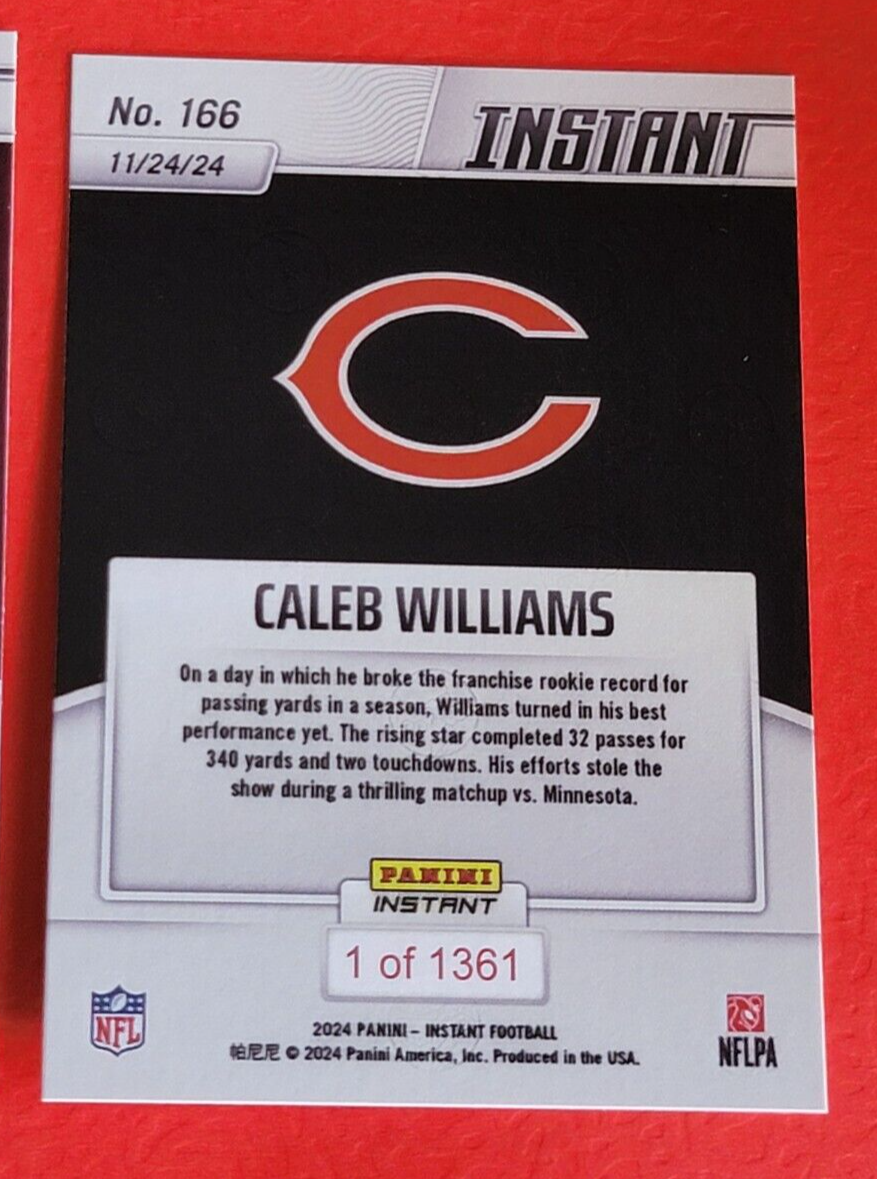 No. 166
INSTANT
11/24/24
CALEB WILLIAMS
On a day in which he broke the franchise rookie record for
passing yards in a season, Williams turned in his best
performance yet. The rising star completed 32 passes for
340 yards and two touchdowns. His efforts stole the
show during a thrilling matchup vs. Minnesota.
PANINI
INSTANT
1 of 1361
NFL
2024 PANINI – INSTANT FOOTBALL
帕尼尼 © 2024 Panini America, Inc. Produced in the USA.
NFLPA